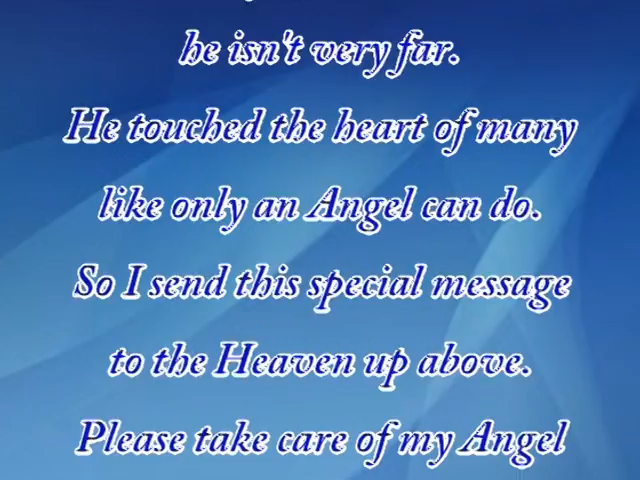 he isn't very far.
He touched the heart of many
like only an Angel can do.
So I send this special message
to the Heaven up above.
Please take care of my Angel